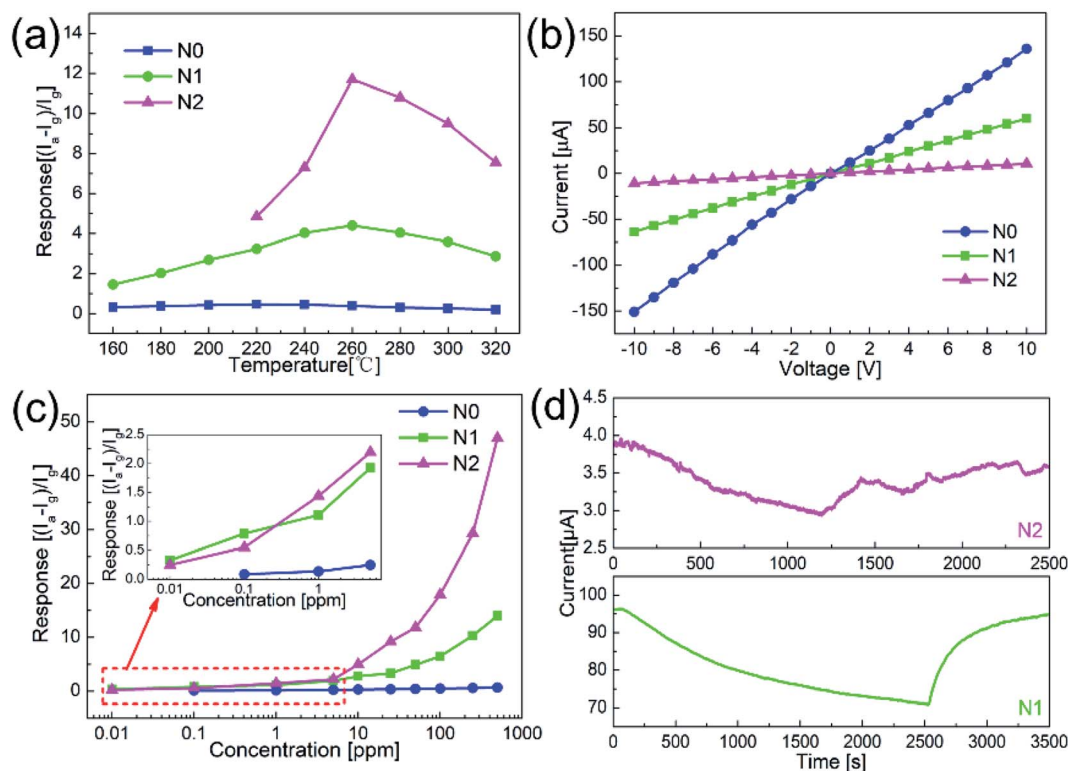 (a)
Response[(Ia-Ig)/Ig]
14
12
10
8
6
4
2
0
N0
N1
N2
160 180 200 220 240 260 280 300 320
Temperature[℃]
(b)
Current [µA]
150
100
50
0
-50
-100
-150
N0
N1
N2
-10 -8 -6 -4 -2 0 2 4 6 8 10
Voltage [V]
(c)
Response [(Ia-Ig)/Ig]
50
40
30
20
10
0
N0
N1
N2
Response [(Ia-Ig)/Ig]
2.5
2.0
1.5
1.0
0.5
0.0
0.01 0.1 1
Concentration [ppm]
0.01 0.1 1 10 100 1000
Concentration [ppm]
(d)
Current[µA]
4.0
3.5
3.0
2.5
N2
0 500 1000 1500 2000 2500
100
90
80
70
N1
0 500 1000 1500 2000 2500 3000 3500
Time [s]